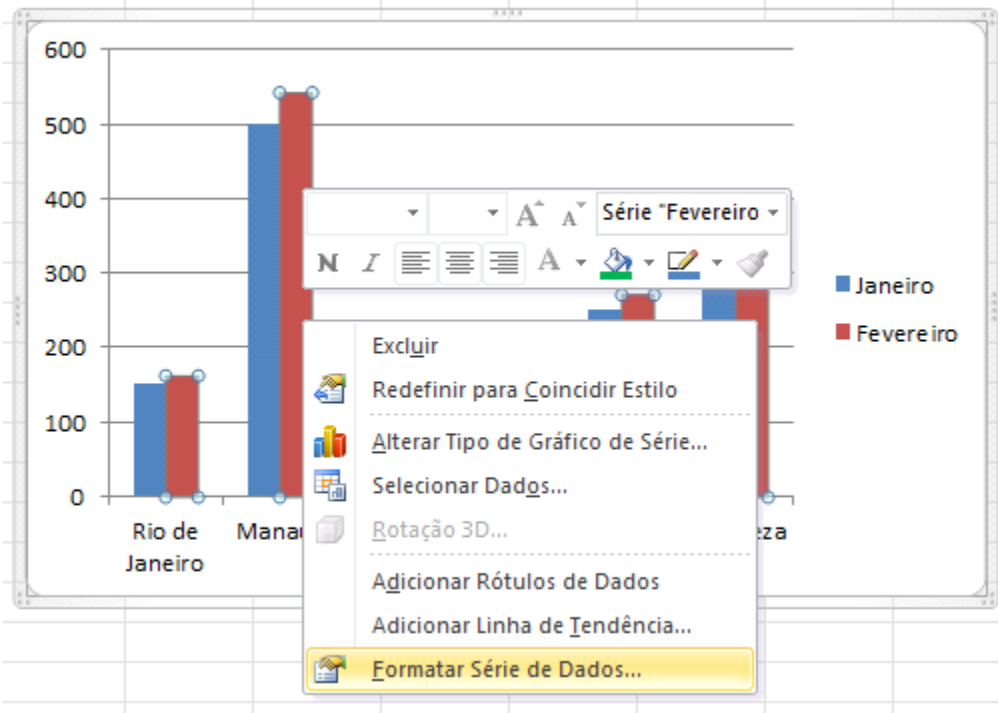 600
500
400
300
200
100
0
Rio de
Janeiro
Série "Fevereiro
A A
N I A
Excluir
Redefinir para Coincidir Estilo
Alterar Tipo de Gráfico de Série...
Selecionar Dados...
Rotação 3D...
Adicionar Rótulos de Dados
Adicionar Linha de Tendência...
Formatar Série de Dados...
Janeiro
Fevereiro